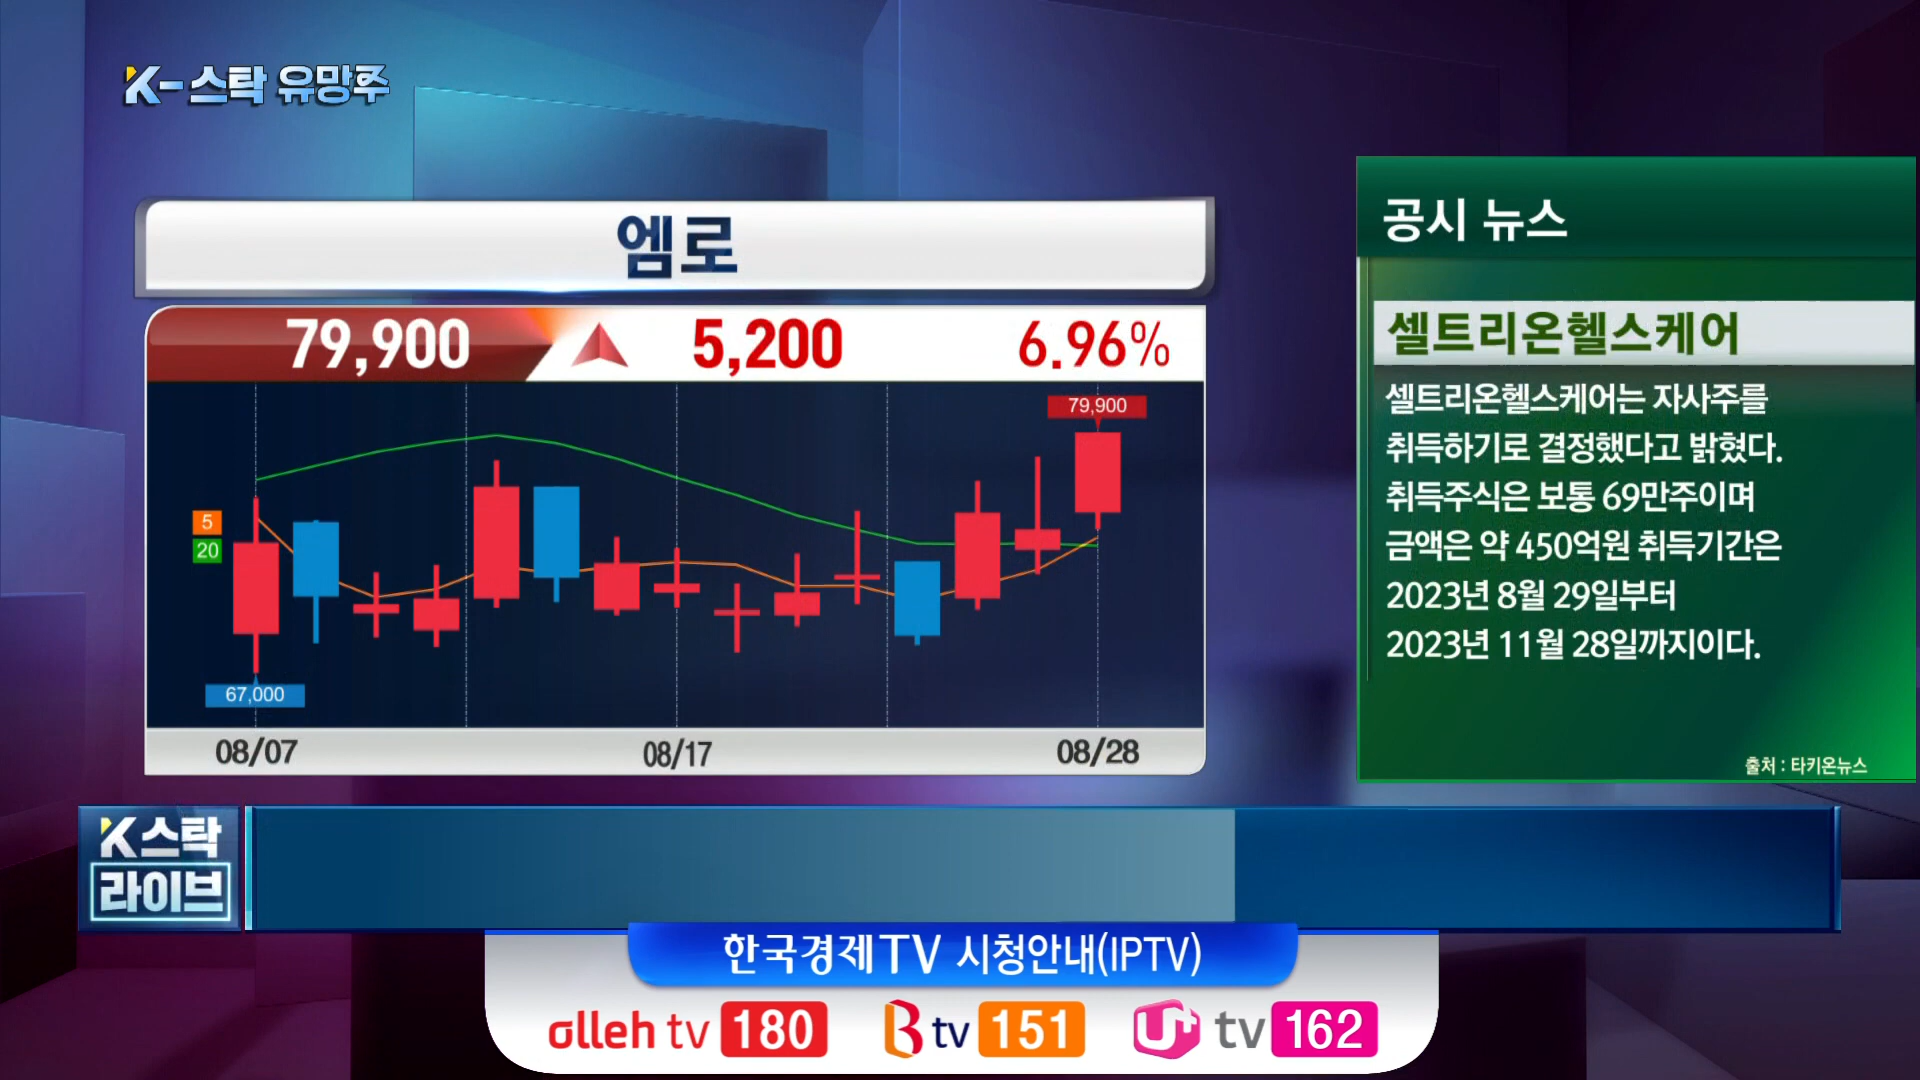 K-스탁 유망주
엠로
79,900 5,200 6.96%
79,900
5
20
67,000
08/07 08/17 08/28
공시 뉴스
셀트리온헬스케어
셀트리온헬스케어는 자사주를
취득하기로 결정했다고 밝혔다.
취득주식은 보통 69만주이며
금액은 약 450억원 취득기간은
2023년 8월 29일부터
2023년 11월 28일까지이다.
출처 : 타키온뉴스
K스탁
라이브
한국경제TV 시청안내(IPTV)
olleh tv 180 B tv 151 U+ tv 162